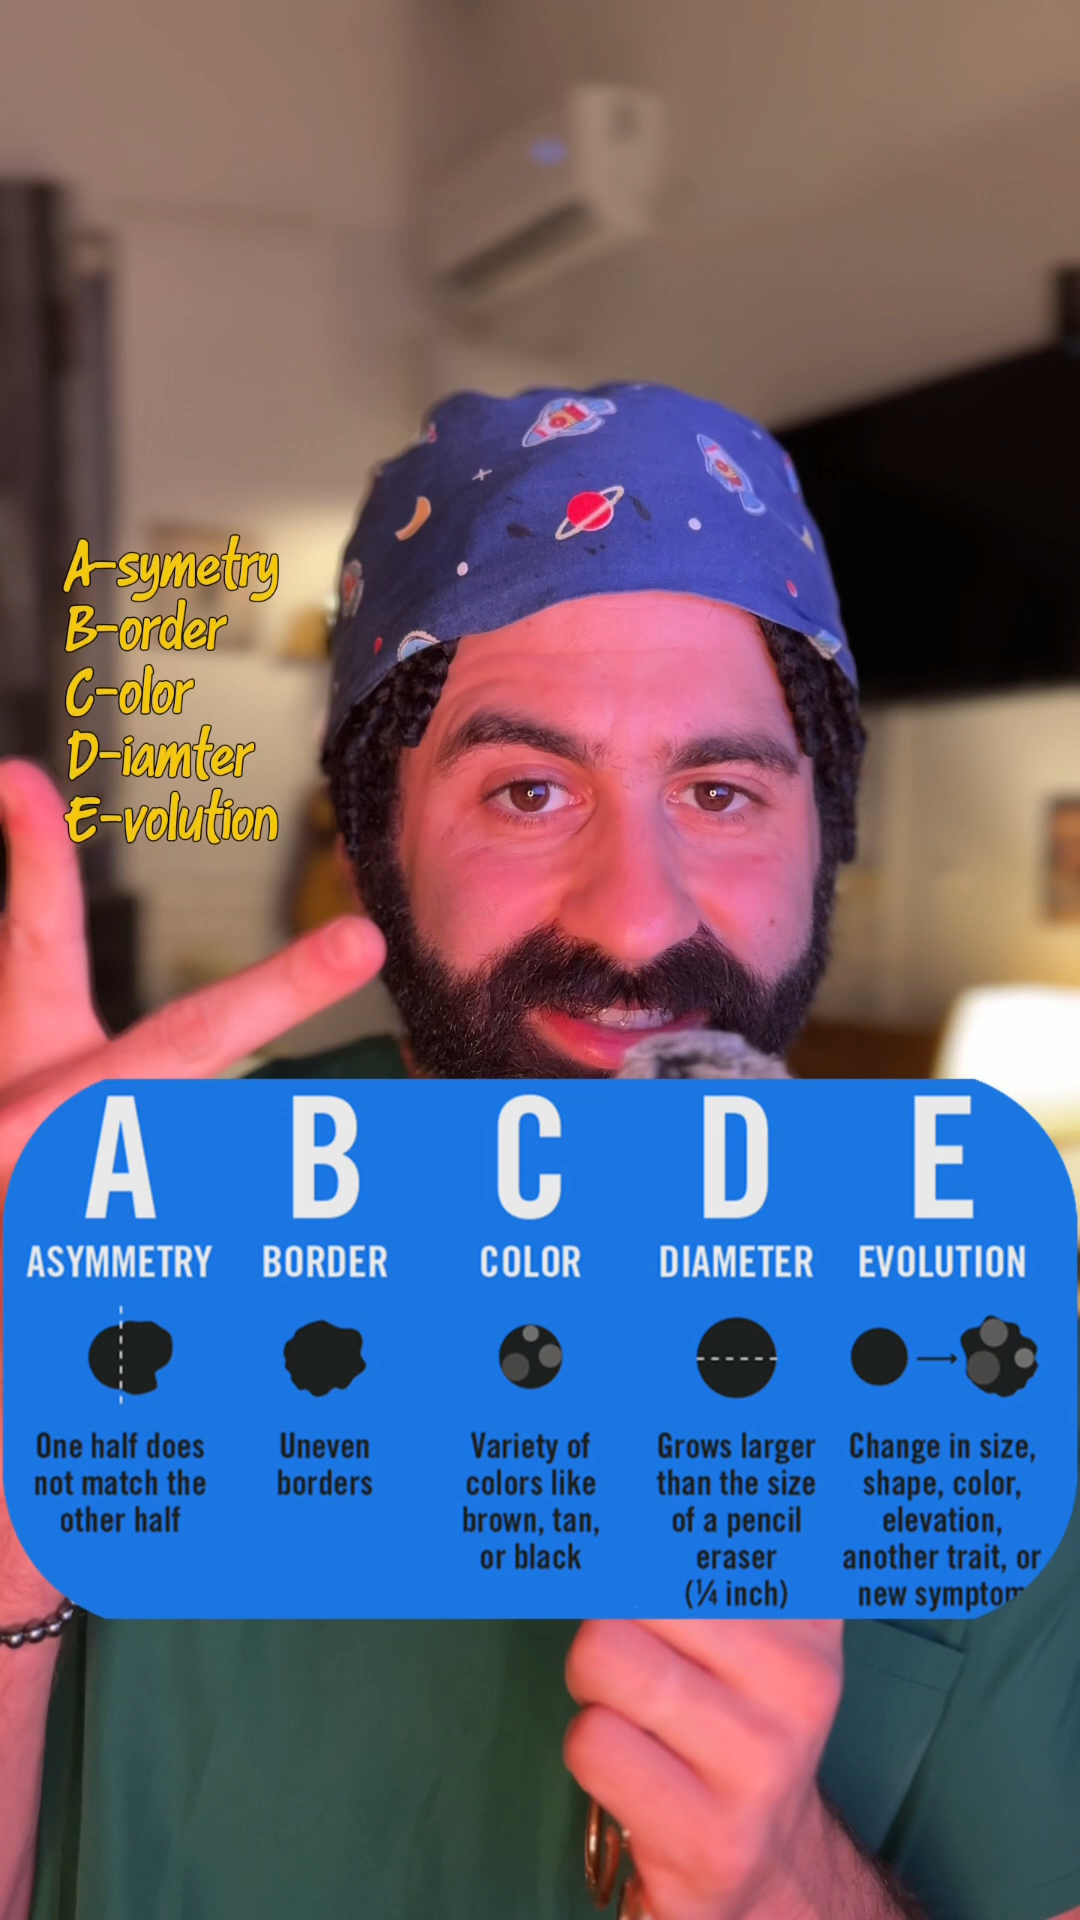 A-symetry
B-order
C-olor
D-iamter
E-volution
A B C D E
ASYMMETRY BORDER COLOR DIAMETER EVOLUTION
One half does
not match the
other half
Uneven
borders
Variety of
colors like
brown, tan,
or black
Grows larger
than the size
of a pencil
eraser
(¼ inch)
Change in size,
shape, color,
elevation,
another trait, or
new symptom